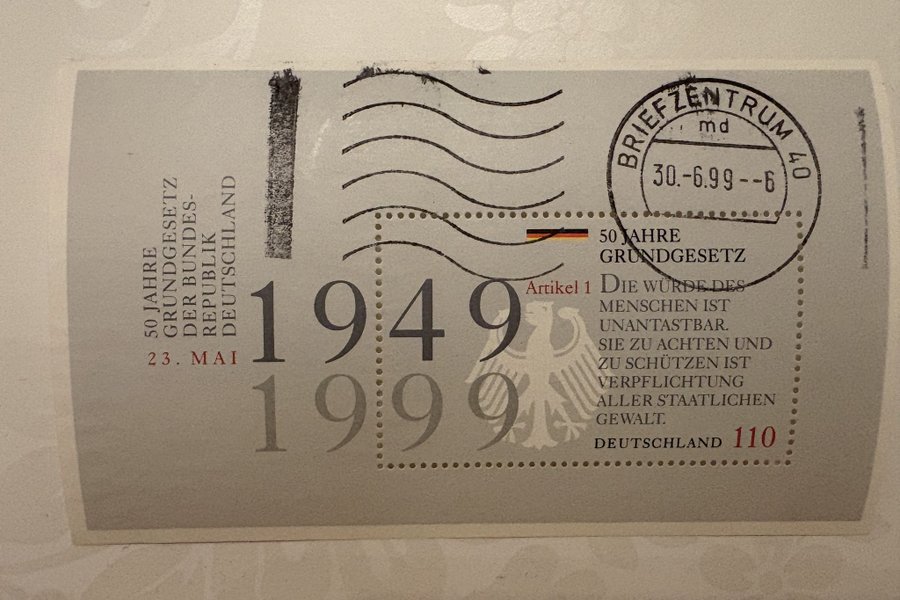 BRIEFZENTRUM 40
md
30.-6.99--6
50 JAHRE
GRUNDGESETZ
DER BUNDES-
REPUBLIK
DEUTSCHLAND
23. MAI
1949
1999
50 JAHRE
GRUNDGESETZ
Artikel 1 DIE WÜRDE DES
MENSCHEN IST
UNANTASTBAR.
SIE ZU ACHTEN UND
ZU SCHÜTZEN IST
VERPFLICHTUNG
ALLER STAATLICHEN
GEWALT.
DEUTSCHLAND 110